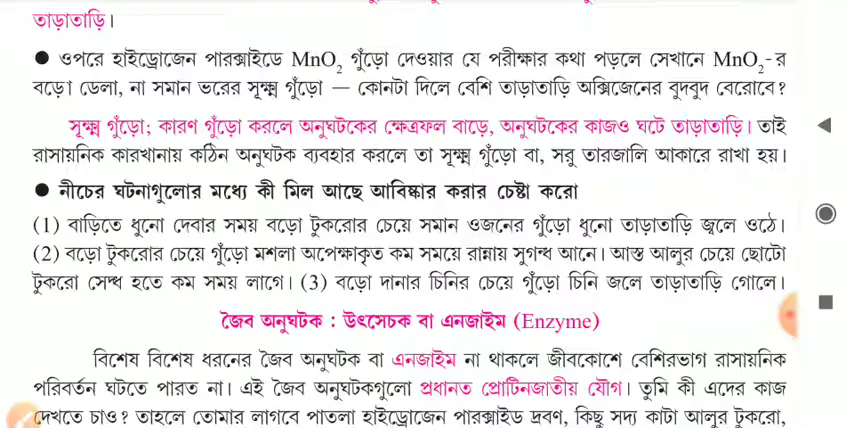 তাড়াতাড়ি।
● ওপরে হাইড্রোজেন পারক্সাইডে MnO₂ গুঁড়ো দেওয়ার যে পরীক্ষার কথা পড়লে সেখানে MnO₂-র
বড়ো ডেলা, না সমান ভরের সূক্ষ্ম গুঁড়ো — কোনটা দিলে বেশি তাড়াতাড়ি অক্সিজেনের বুদবুদ বেরোবে?
সূক্ষ্ম গুঁড়ো; কারণ গুঁড়ো করলে অনুঘটকের ক্ষেত্রফল বাড়ে, অনুঘটকের কাজও ঘটে তাড়াতাড়ি। তাই
রাসায়নিক কারখানায় কঠিন অনুঘটক ব্যবহার করলে তা সূক্ষ্ম গুঁড়ো বা, সরু তারজালি আকারে রাখা হয়।
● নীচের ঘটনাগুলোর মধ্যে কী মিল আছে আবিষ্কার করার চেষ্টা করো
(1) বাড়িতে ধুনো দেবার সময় বড়ো টুকরোর চেয়ে সমান ওজনের গুঁড়ো ধুনো তাড়াতাড়ি জ্বলে ওঠে।
(2) বড়ো টুকরোর চেয়ে গুঁড়ো মশলা অপেক্ষাকৃত কম সময়ে রান্নায় সুগন্ধ আনে। আস্ত আলুর চেয়ে ছোটো
টুকরো সেদ্ধ হতে কম সময় লাগে। (3) বড়ো দানার চিনির চেয়ে গুঁড়ো চিনি জলে তাড়াতাড়ি গোলে।
জৈব অনুঘটক : উৎসেচক বা এনজাইম (Enzyme)
বিশেষ বিশেষ ধরনের জৈব অনুঘটক বা এনজাইম না থাকলে জীবকোশে বেশিরভাগ রাসায়নিক
পরিবর্তন ঘটতে পারত না। এই জৈব অনুঘটকগুলো প্রধানত প্রোটিনজাতীয় যৌগ। তুমি কী এদের কাজ
দেখতে চাও? তাহলে তোমার লাগবে পাতলা হাইড্রোজেন পারক্সাইড দ্রবণ, কিছু সদ্য কাটা আলুর টুকরো,